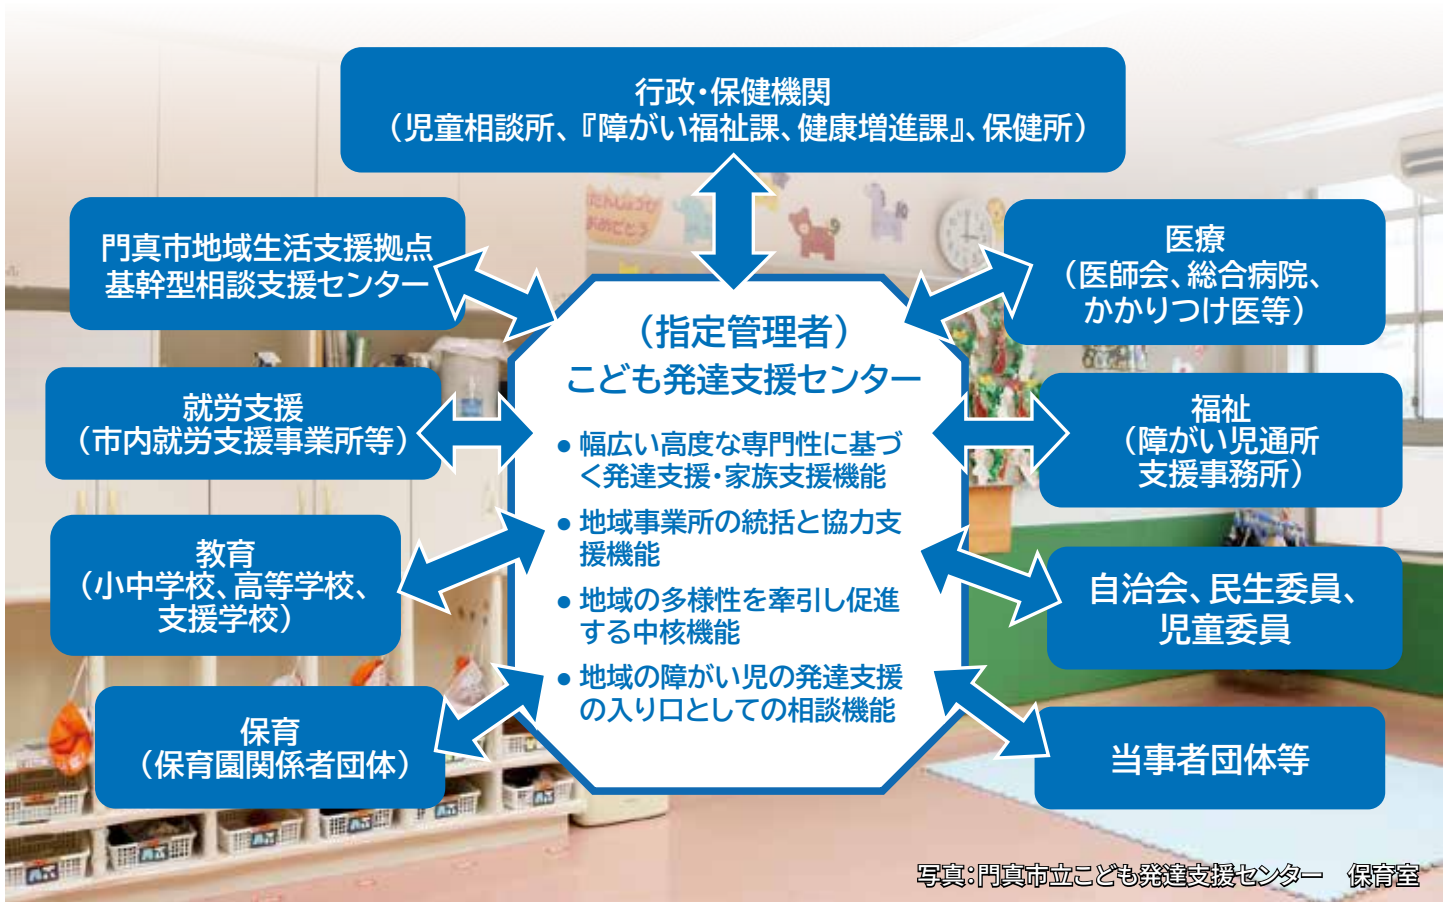 行政・保健機関
（児童相談所、『障がい福祉課、健康増進課』、保健所）
門真市地域生活支援拠点
基幹型相談支援センター
就労支援
（市内就労支援事業所等）
教育
（小中学校、高等学校、
支援学校）
保育
（保育園関係者団体）
（指定管理者）
こども発達支援センター
● 幅広い高度な専門性に基づ
く発達支援・家族支援機能
● 地域事業所の統括と協力支
援機能
● 地域の多様性を牽引し促進
する中核機能
● 地域の障がい児の発達支援
の入り口としての相談機能
医療
（医師会、総合病院、
かかりつけ医等）
福祉
（障がい児通所
支援事務所）
自治会、民生委員、
児童委員
当事者団体等
たんじょうび
おめでとう
写真：門真市立こども発達支援センター　保育室